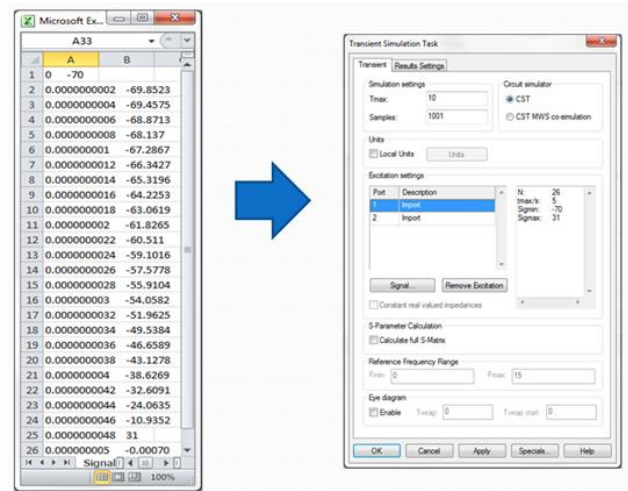 Microsoft Ex...
A33
A B
1 0 -70
2 0.0000000002 -69.8523
3 0.0000000004 -69.4575
4 0.0000000006 -68.8713
5 0.0000000008 -68.137
6 0.000000001 -67.2867
7 0.0000000012 -66.3427
8 0.0000000014 -65.3196
9 0.0000000016 -64.2253
10 0.0000000018 -63.0619
11 0.000000002 -61.8265
12 0.0000000022 -60.511
13 0.0000000024 -59.1016
14 0.0000000026 -57.5778
15 0.0000000028 -55.9104
16 0.000000003 -54.0582
17 0.0000000032 -51.9625
18 0.0000000034 -49.5384
19 0.0000000036 -46.6589
20 0.0000000038 -43.1278
21 0.000000004 -38.6269
22 0.0000000042 -32.6091
23 0.0000000044 -24.0635
24 0.0000000046 -10.9352
25 0.0000000048 31
26 0.000000005 -0.00070
Signal
100%
Transient Simulation Task
Transient Results Settings
Simulation settings
Tmax: 10
Samples: 1001
Circuit simulator
CST
CST MWS co-simulation
Units
Local Units Units
Excitation settings
Port Description
1 Import
2 Import
N: 26
tmax/s: 5
Sigmin: -70
Sigmax: 31
Signal... Remove Excitation
Constant real valued impedances
S-Parameter Calculation
Calculate full S-Matrix
Reference Frequency Range
Fmin: 0 Fmax: 15
Eye diagram
Enable T-wrap: 0 T-wrap start: 0
OK Cancel Apply Specials... Help